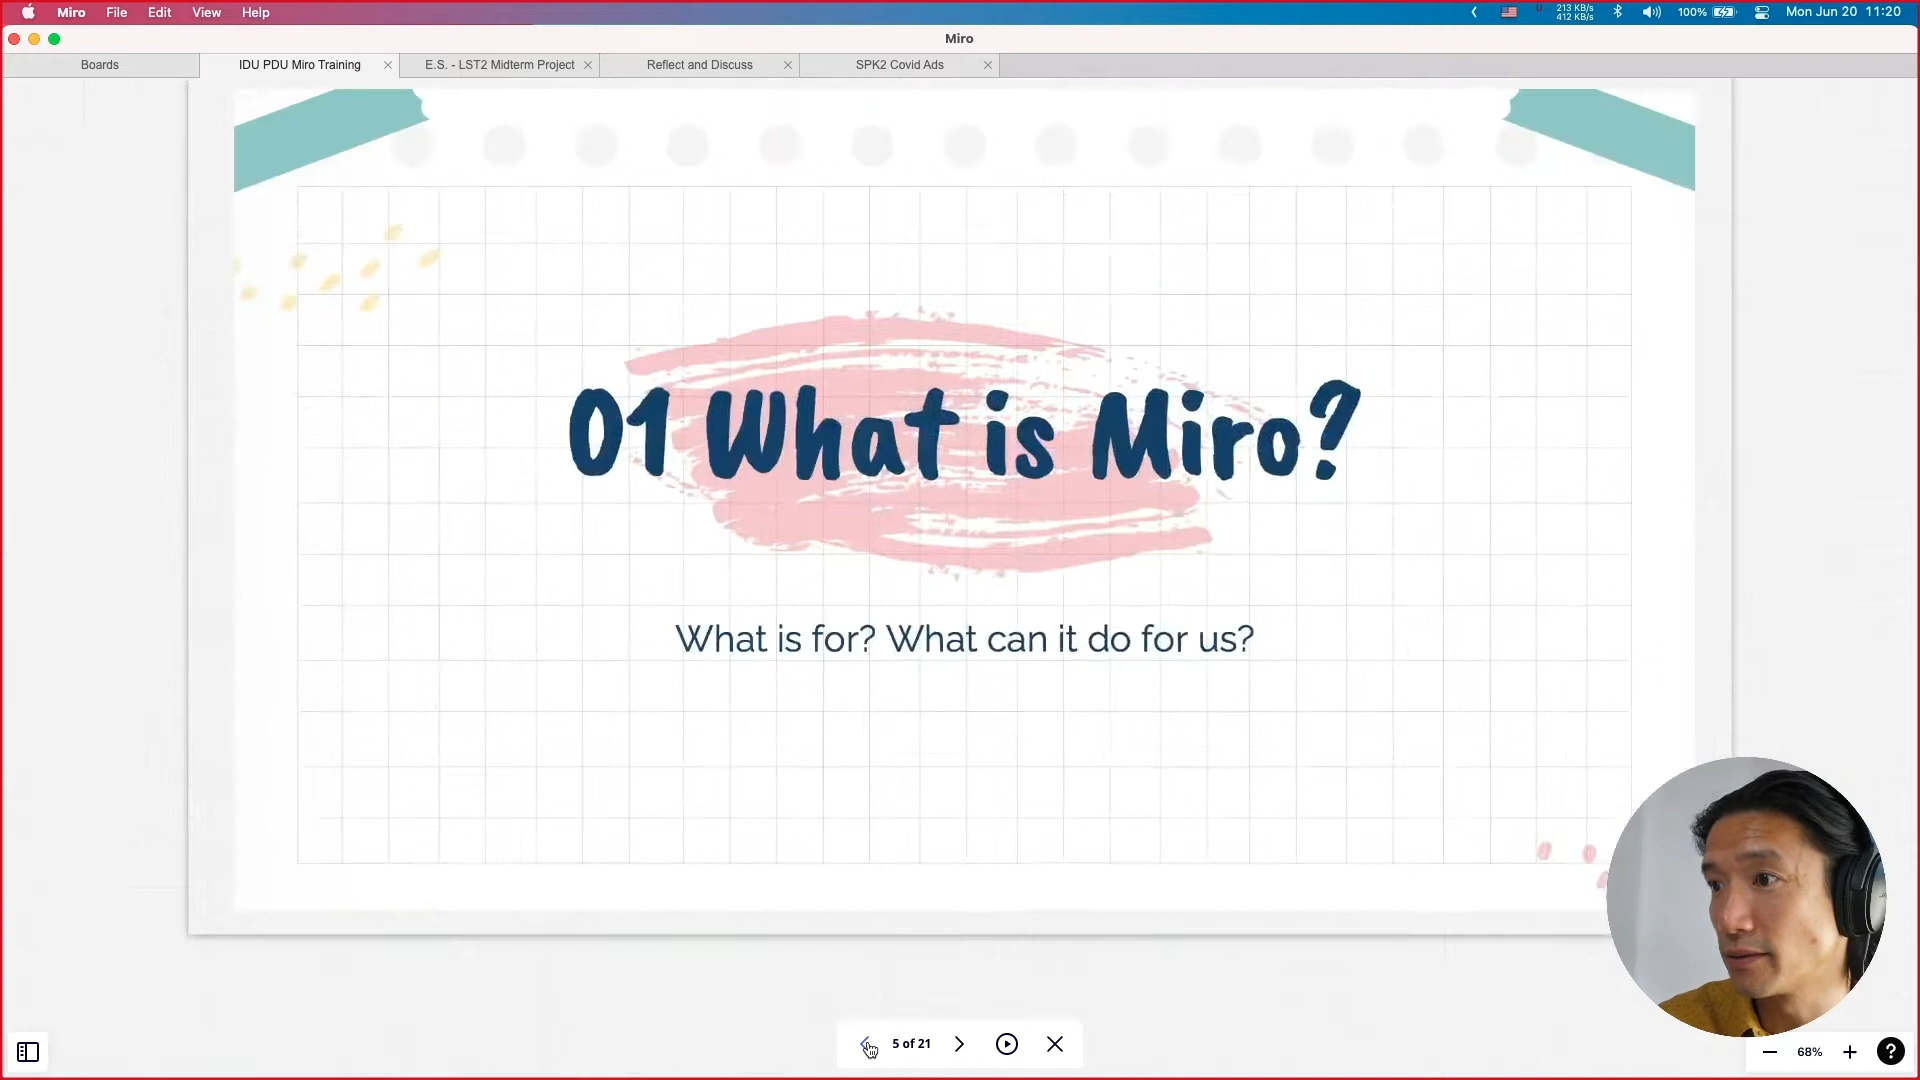 Miro File Edit View Help
213 KB/s
412 KB/s
100%
Mon Jun 20 11:20
Miro
Boards
IDU PDU Miro Training
E.S. - LST2 Midterm Project
Reflect and Discuss
SPK2 Covid Ads
01 What is Miro?
What is for? What can it do for us?
5 of 21
68%
?